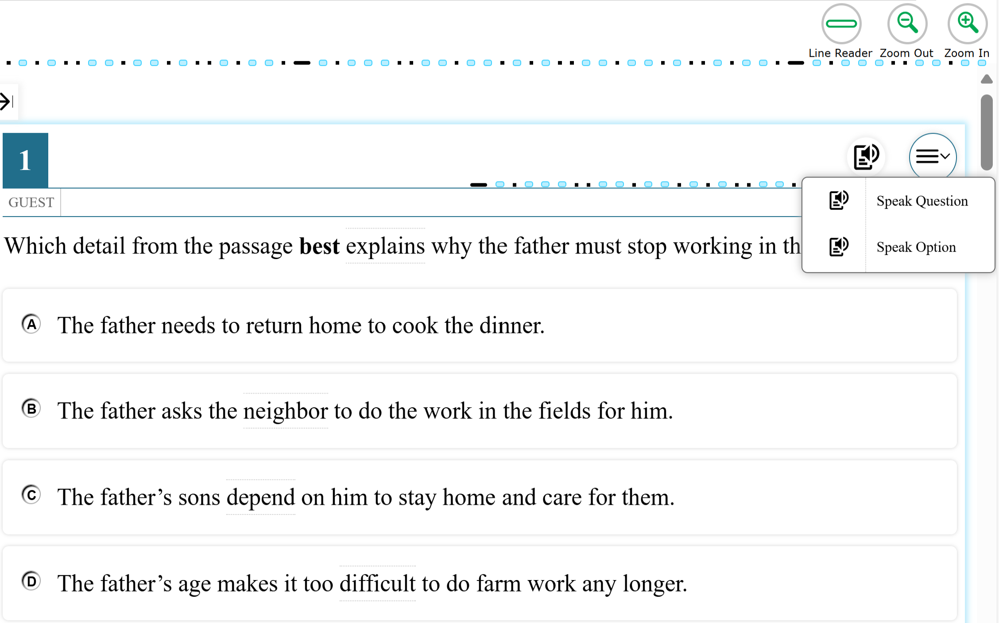 Line Reader Zoom Out Zoom In
1
GUEST
Speak Question
Speak Option
Which detail from the passage best explains why the father must stop working in th
A The father needs to return home to cook the dinner.
B The father asks the neighbor to do the work in the fields for him.
C The father’s sons depend on him to stay home and care for them.
D The father’s age makes it too difficult to do farm work any longer.